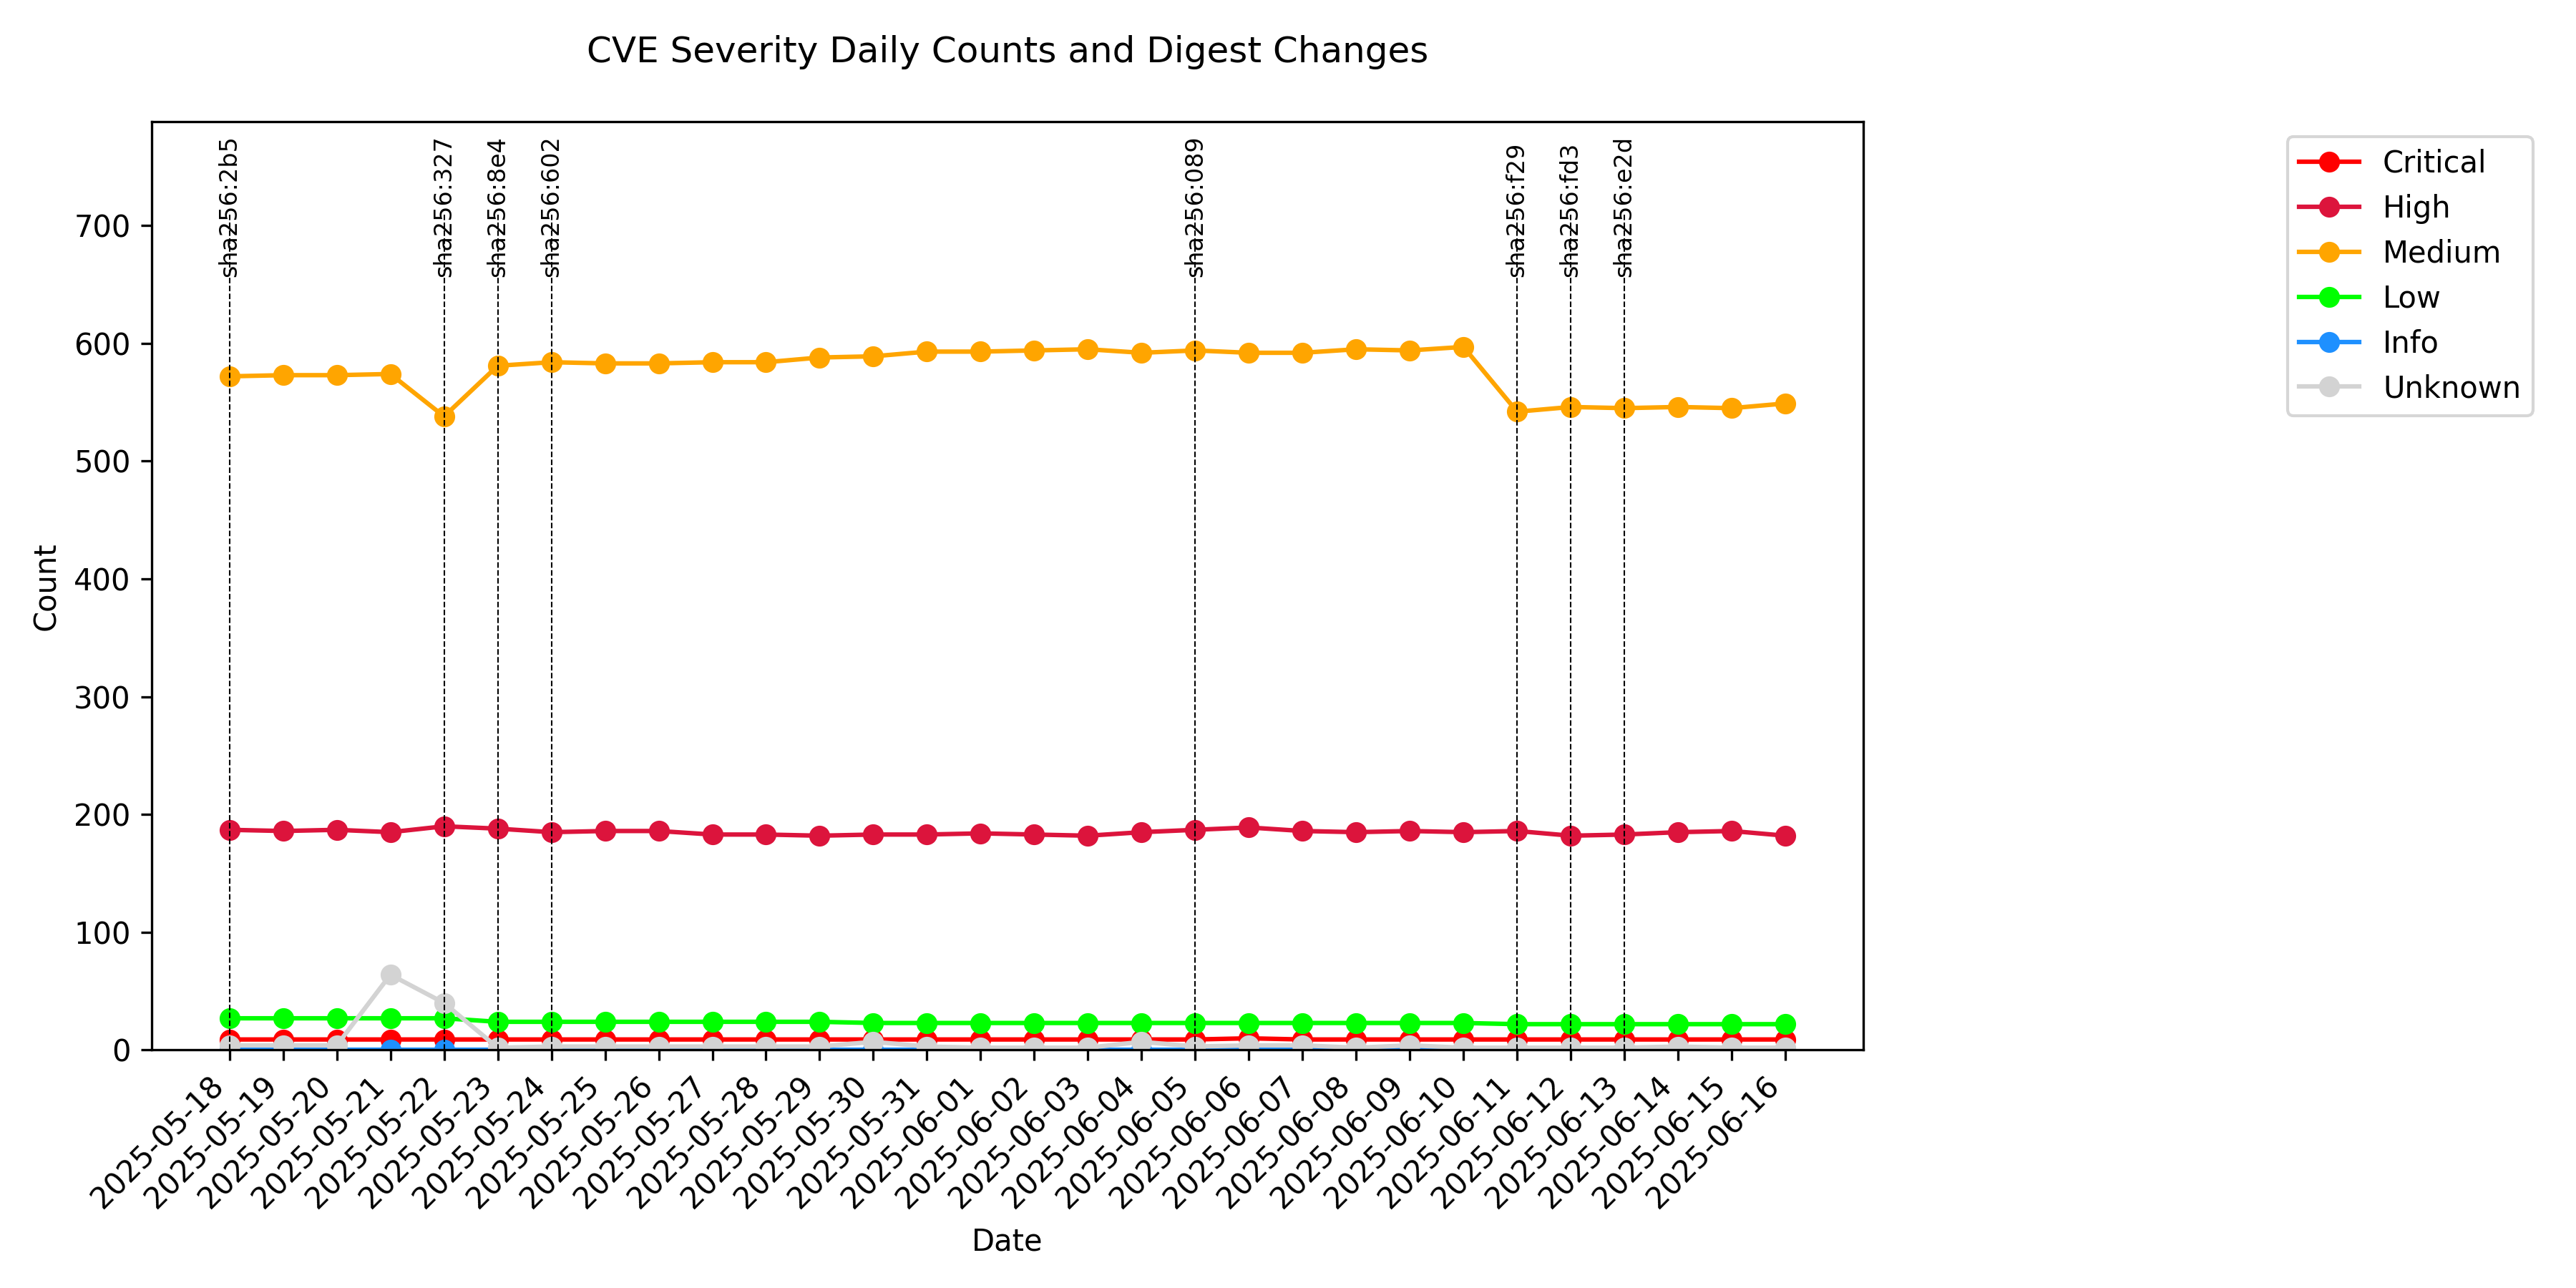 CVE Severity Daily Counts and Digest Changes
sha256:2b5
sha256:327
sha256:8e4
sha256:602
sha256:089
sha256:f29
sha256:fd3
sha256:e2d
Critical
High
Medium
Low
Info
Unknown
Count
700
600
500
400
300
200
100
0
2025-05-18
2025-05-19
2025-05-20
2025-05-21
2025-05-22
2025-05-23
2025-05-24
2025-05-25
2025-05-26
2025-05-27
2025-05-28
2025-05-29
2025-05-30
2025-05-31
2025-06-01
2025-06-02
2025-06-03
2025-06-04
2025-06-05
2025-06-06
2025-06-07
2025-06-08
2025-06-09
2025-06-10
2025-06-11
2025-06-12
2025-06-13
2025-06-14
2025-06-15
2025-06-16
Date